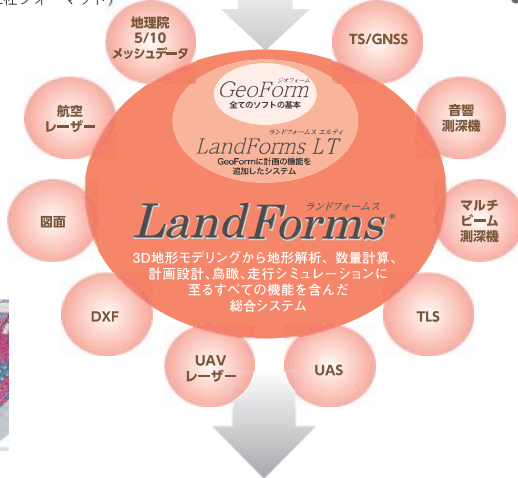 地理院
5/10
メッシュデータ
TS/GNSS
航空
レーザー
音響
測深機
図面
マルチ
ビーム
測深機
DXF
TLS
UAV
レーザー
UAS
ジオフォーム
GeoForm
全てのソフトの基本
ランドフォームス エルティ
LandForms LT
GeoFormに計画の機能を
追加したシステム
ランドフォームス
LandForms®
3D地形モデリングから地形解析、数量計算、
計画設計、鳥瞰、走行シミュレーションに
至るすべての機能を含んだ
総合システム